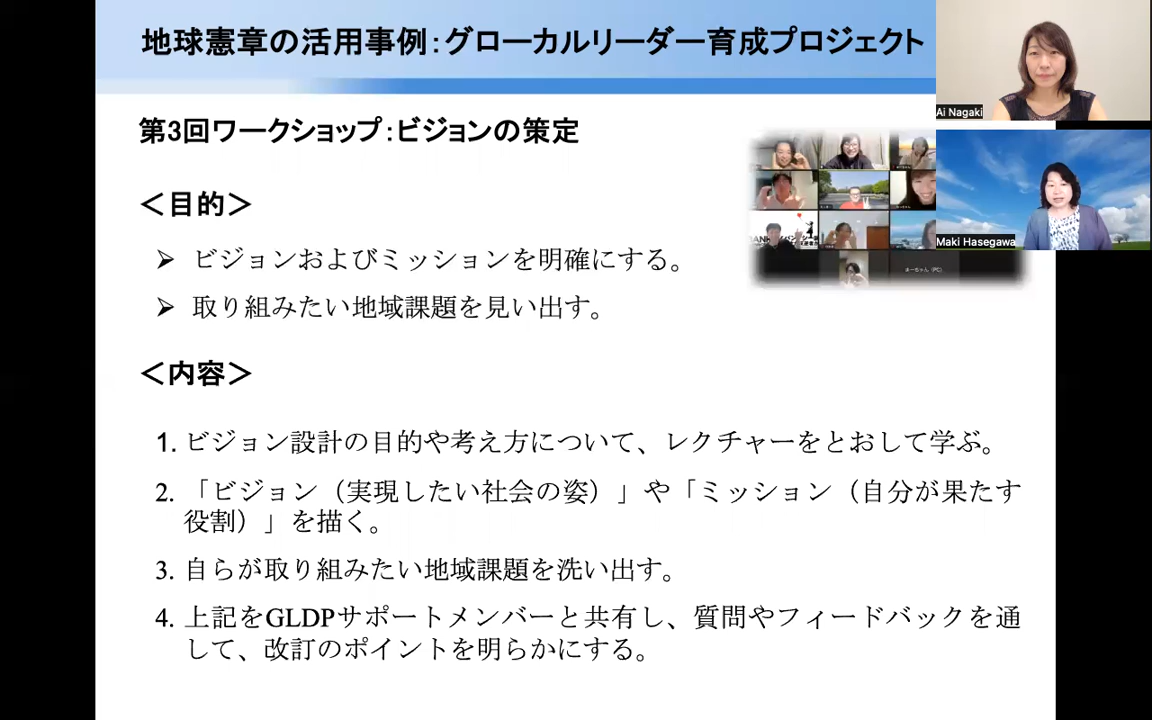 地球憲章の活用事例：グローカルリーダー育成プロジェクト
Ai Nagaki
第3回ワークショップ：ビジョンの策定
Maki Hasegawa
＜目的＞
➢ ビジョンおよびミッションを明確にする。
➢ 取り組みたい地域課題を見い出す。
＜内容＞
1. ビジョン設計の目的や考え方について、レクチャーをとおして学ぶ。
2. 「ビジョン（実現したい社会の姿）」や「ミッション（自分が果たす
役割）」を描く。
3. 自らが取り組みたい地域課題を洗い出す。
4. 上記をGLDPサポートメンバーと共有し、質問やフィードバックを通
して、改訂のポイントを明らかにする。